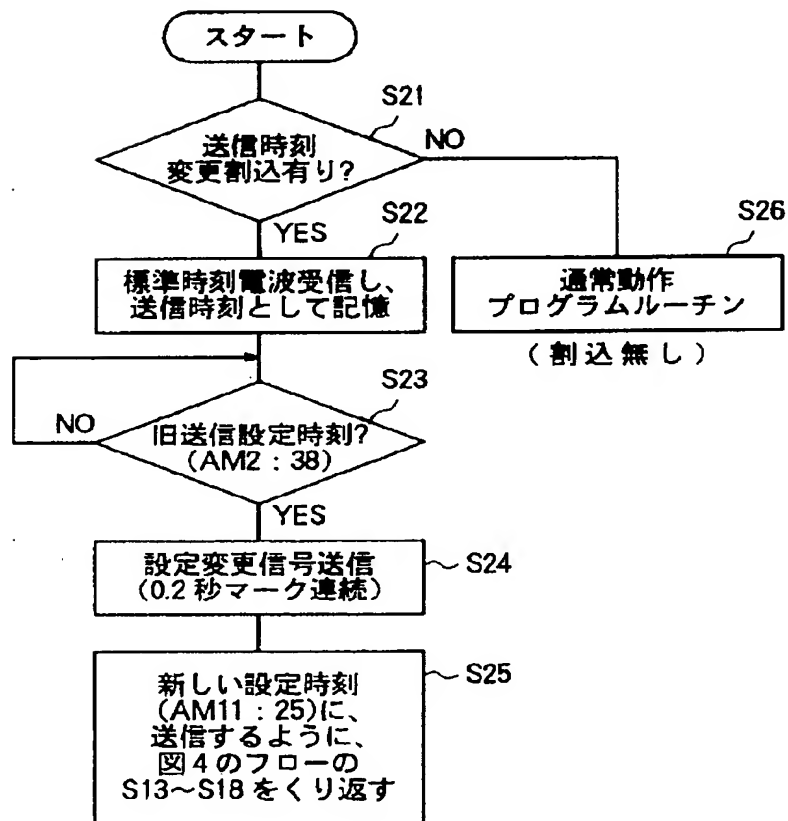 スタート
S21
送信時刻
変更割込有り?
NO
YES
S22
標準時刻電波受信し、
送信時刻として記憶
S26
通常動作
プログラムルーチン
(割込無し)
S23
NO
旧送信設定時刻?
(AM2:38)
YES
設定変更信号送信
(0.2秒マーク連続)
S24
S25
新しい設定時刻
(AM11:25)に、
送信するように、
図4のフローの
S13~S18をくり返す